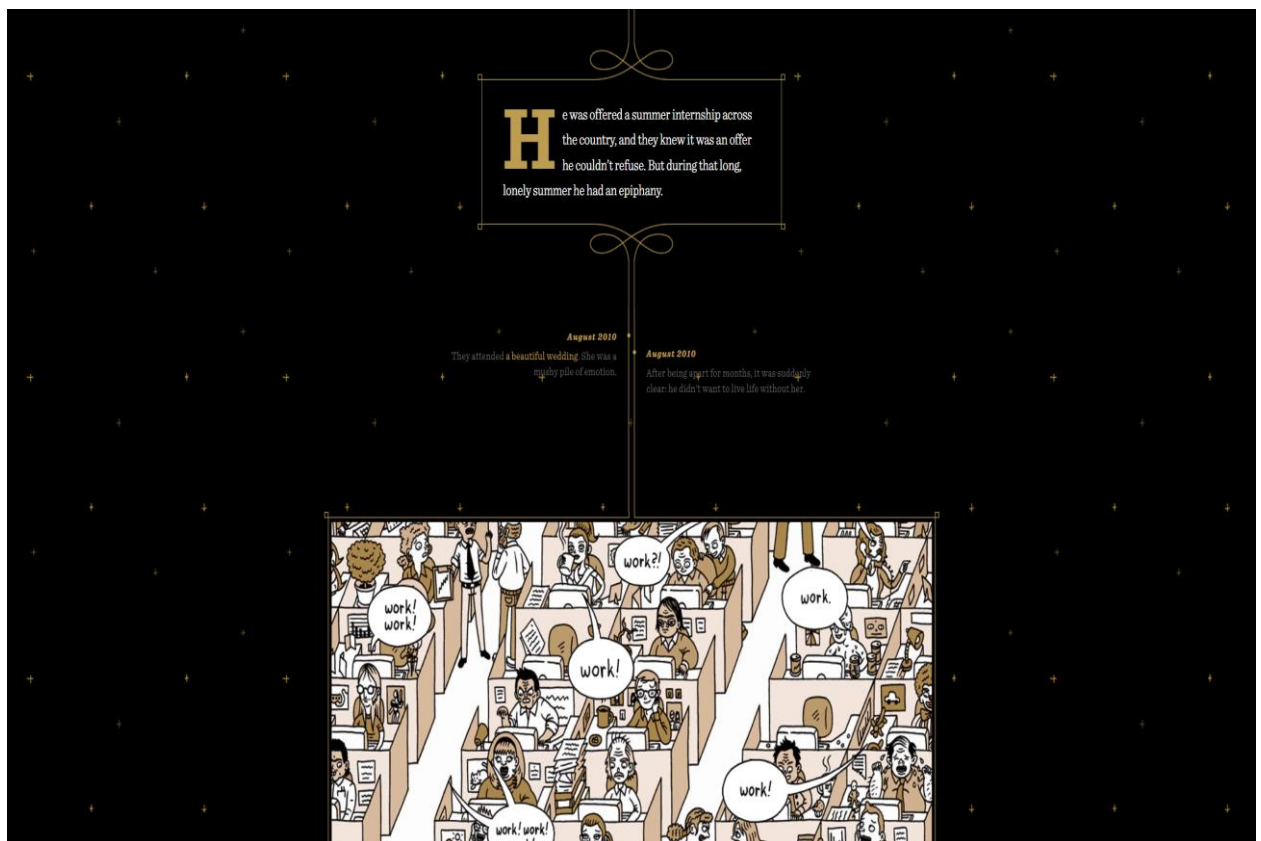 He was offered a summer internship across
the country, and they knew it was an offer
he couldn't refuse. But during that long,
lonely summer he had an epiphany.
August 2010
They attended a beautiful wedding. She was a
mushy pile of emotion.
August 2010
After being apart for months, it was suddenly
clear: he didn't want to live life without her.
work?!
work!
work!
work.
work!
work!
work! work!